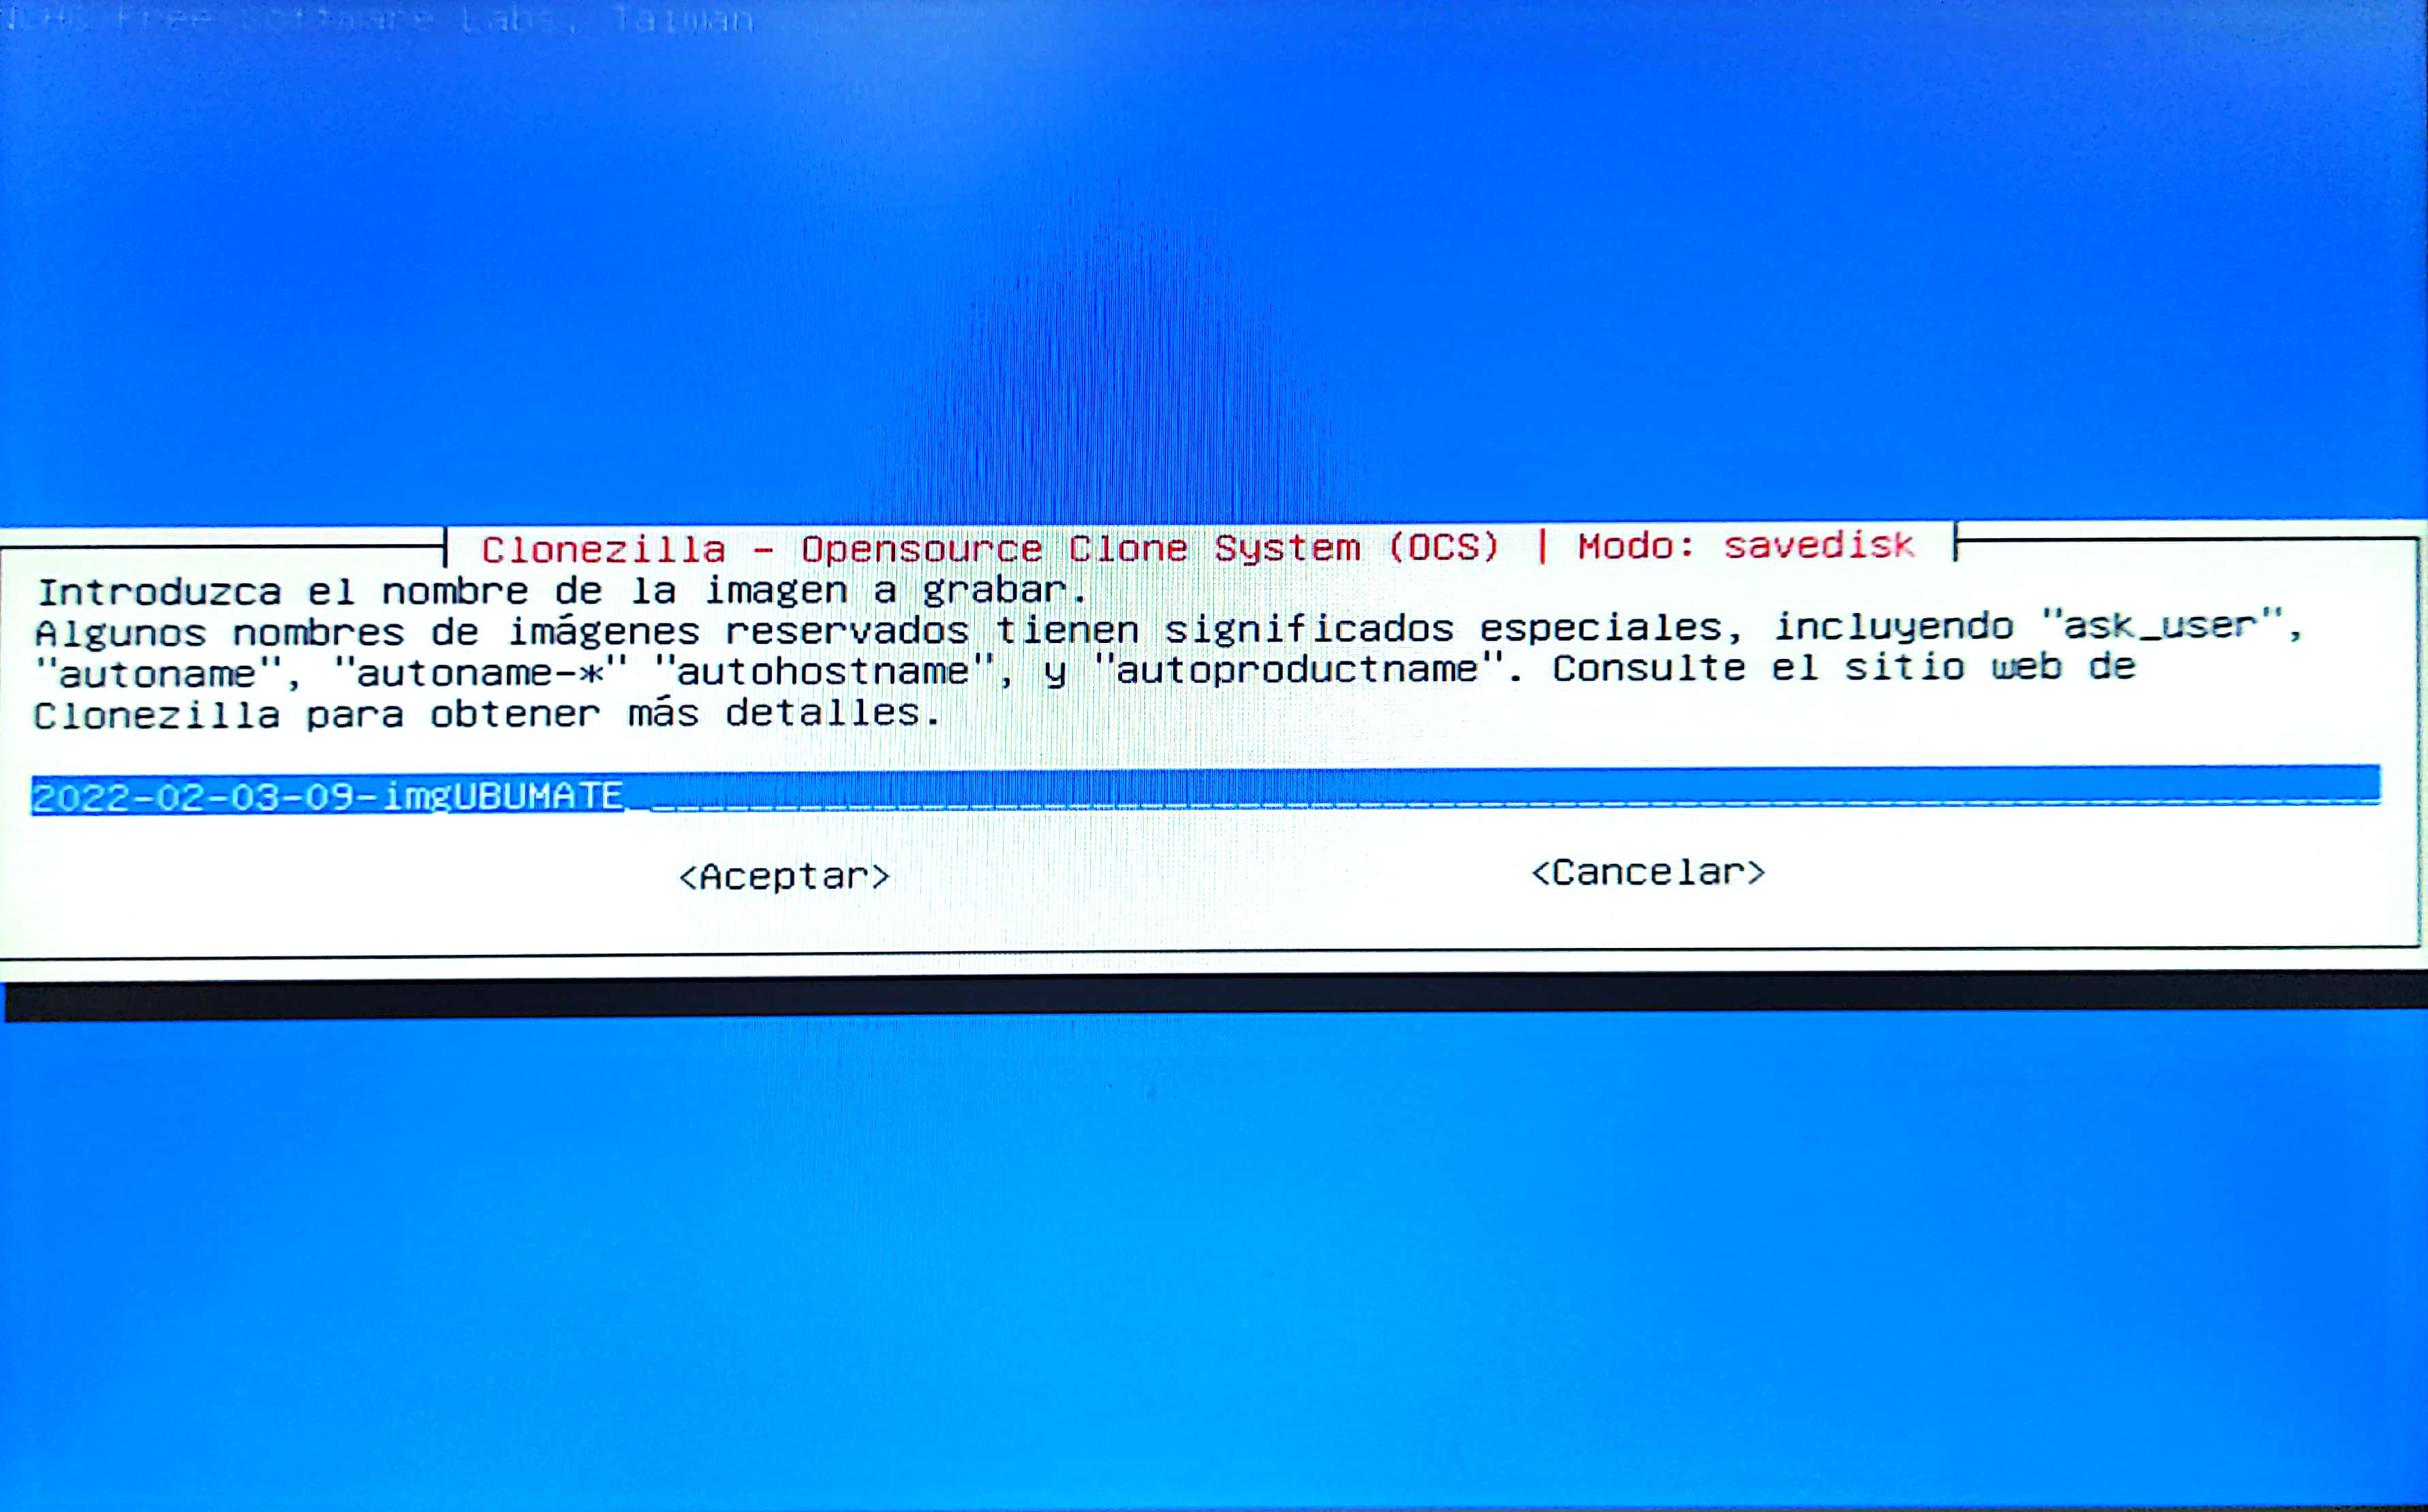 NCHC Free Software Labs, Taiwan
Clonezilla - Opensource Clone System (OCS) | Modo: savedisk
Introduzca el nombre de la imagen a grabar.
Algunos nombres de imágenes reservados tienen significados especiales, incluyendo "ask_user",
"autoname", "autoname-*" "autohostname", y "autoproductname". Consulte el sitio web de
Clonezilla para obtener más detalles.
2022-02-03-09-imgUBUMATE
<Aceptar> <Cancelar>